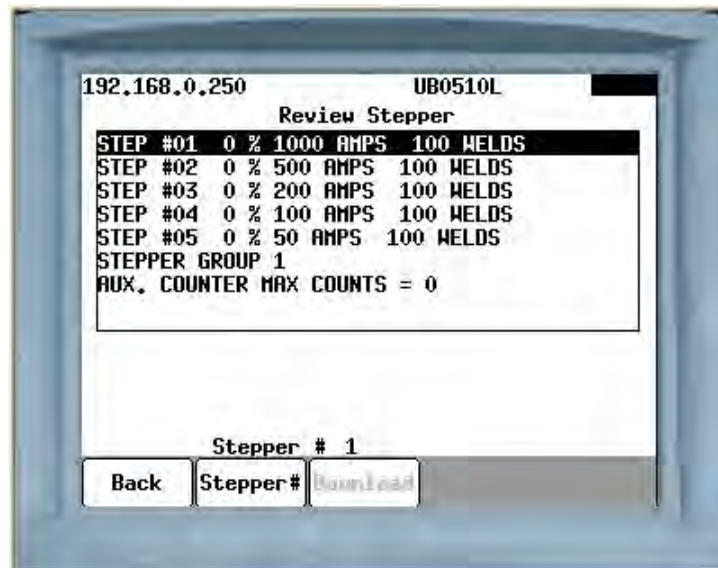 192.168.0.250 UB0510L
Review Stepper
STEP #01 0 % 1000 AMPS 100 WELDS
STEP #02 0 % 500 AMPS 100 WELDS
STEP #03 0 % 200 AMPS 100 WELDS
STEP #04 0 % 100 AMPS 100 WELDS
STEP #05 0 % 50 AMPS 100 WELDS
STEPPER GROUP 1
AUX. COUNTER MAX COUNTS = 0
Stepper # 1
Back Stepper# Download